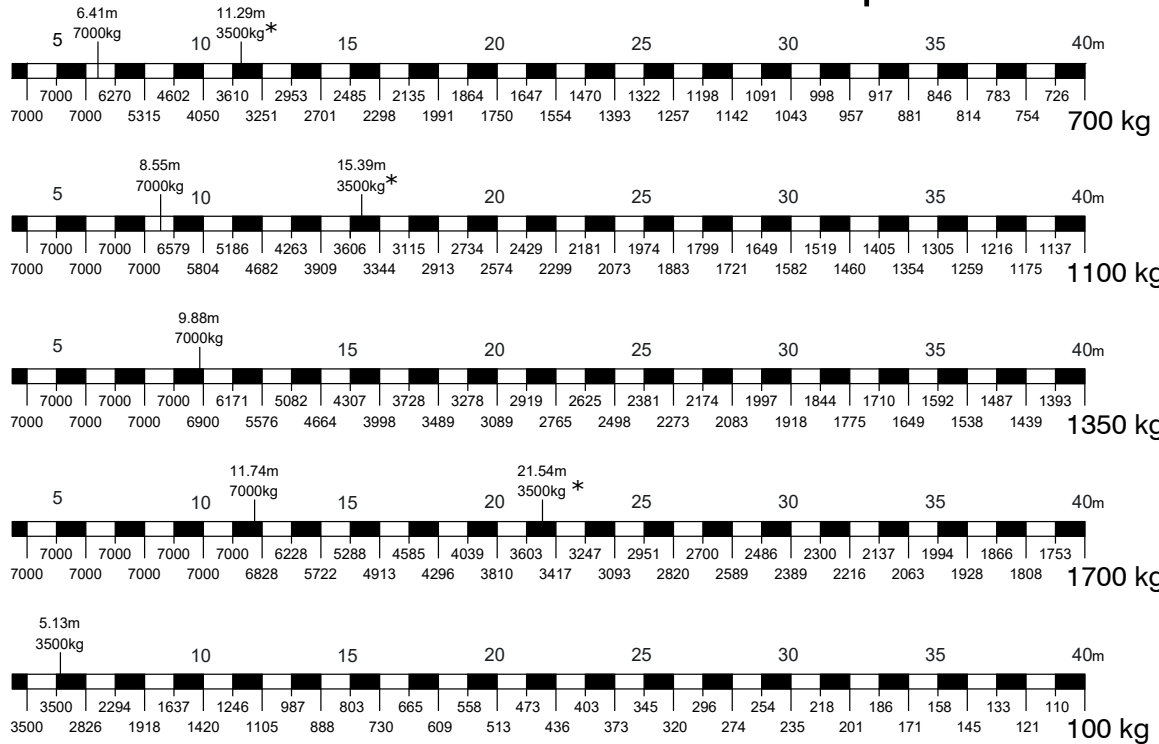 6.41m 11.29m
5 7000kg 10 3500kg* 15 20 25 30 35 40m
7000 6270 4602 3610 2953 2485 2135 1864 1647 1470 1322 1198 1091 998 917 846 783 726
7000 7000 5315 4050 3251 2701 2298 1991 1750 1554 1393 1257 1142 1043 957 881 814 754 700 kg
8.55m 15.39m
5 7000kg 10 3500kg* 20 25 30 35 40m
7000 7000 6579 5186 4263 3606 3115 2734 2429 2181 1974 1799 1649 1519 1405 1305 1216 1137
7000 7000 7000 5804 4682 3909 3344 2913 2574 2299 2073 1883 1721 1582 1460 1354 1259 1175 1100 kg
9.88m
7000kg
5 15 20 25 30 35 40m
7000 7000 7000 6171 5082 4307 3728 3278 2919 2625 2381 2174 1997 1844 1710 1592 1487 1393
7000 7000 7000 6900 5576 4664 3998 3489 3089 2765 2498 2273 2083 1918 1775 1649 1538 1439 1350 kg
11.74m 21.54m
5 10 7000kg 15 20 3500kg * 25 30 35 40m
7000 7000 7000 7000 6228 5288 4585 4039 3603 3247 2951 2700 2486 2300 2137 1994 1866 1753
7000 7000 7000 7000 6828 5722 4913 4296 3810 3417 3093 2820 2589 2389 2216 2063 1928 1808 1700 kg
5.13m
3500kg
10 15 20 25 30 35 40m
3500 2294 1637 1246 987 803 665 558 473 403 345 296 254 218 186 158 133 110
3500 2826 1918 1420 1105 888 730 609 513 436 373 320 274 235 201 171 145 121 100 kg